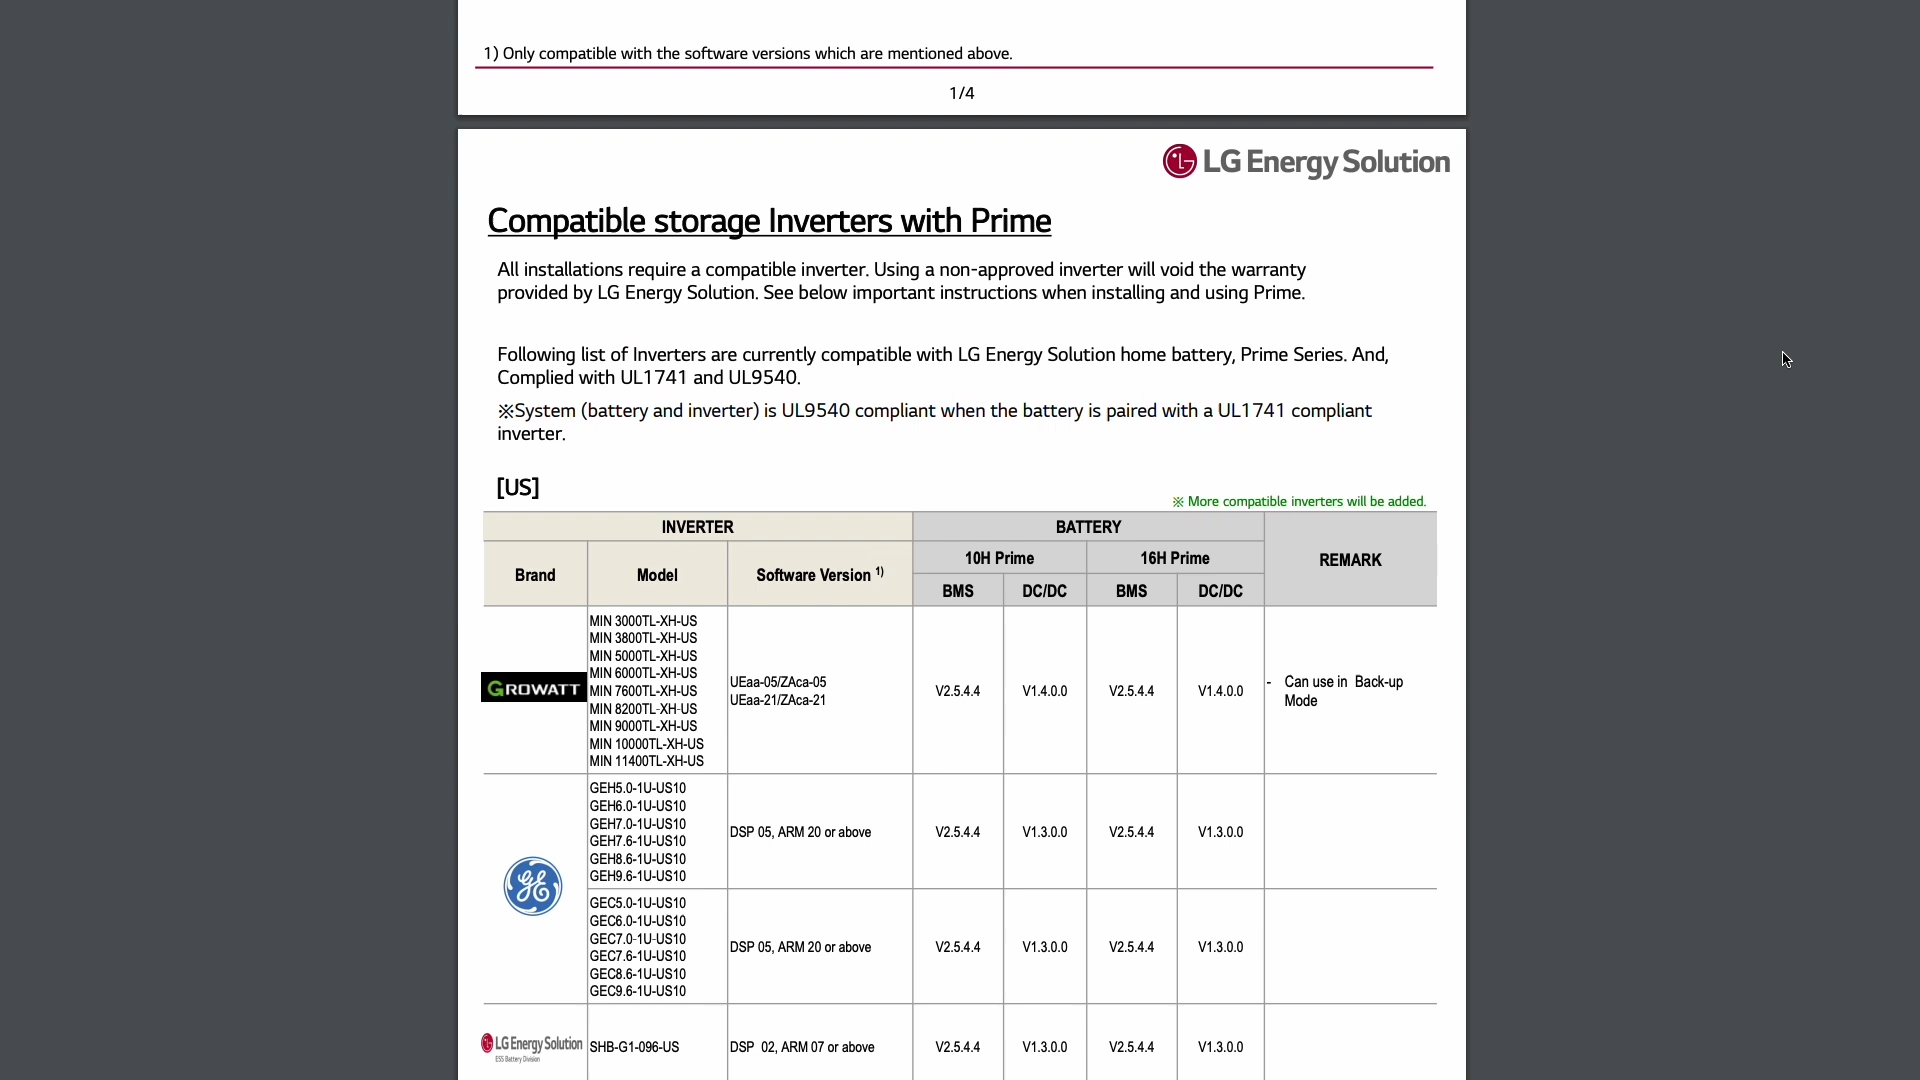 1) Only compatible with the software versions which are mentioned above.
1/4
LG Energy Solution
Compatible storage Inverters with Prime
All installations require a compatible inverter. Using a non-approved inverter will void the warranty
provided by LG Energy Solution. See below important instructions when installing and using Prime.
Following list of Inverters are currently compatible with LG Energy Solution home battery, Prime Series. And,
Complied with UL1741 and UL9540.
※System (battery and inverter) is UL9540 compliant when the battery is paired with a UL1741 compliant
inverter.
[US]
※ More compatible inverters will be added.
INVERTER BATTERY REMARK
Brand Model Software Version 1) 10H Prime 16H Prime
BMS DC/DC BMS DC/DC
GROWATT
MIN 3000TL-XH-US
MIN 3800TL-XH-US
MIN 5000TL-XH-US
MIN 6000TL-XH-US
MIN 7600TL-XH-US
MIN 8200TL-XH-US
MIN 9000TL-XH-US
MIN 10000TL-XH-US
MIN 11400TL-XH-US
UEaa-05/ZAca-05
UEaa-21/ZAca-21
V2.5.4.4 V1.4.0.0 V2.5.4.4 V1.4.0.0
- Can use in Back-up
Mode
GE
GEH5.0-1U-US10
GEH6.0-1U-US10
GEH7.0-1U-US10
GEH7.6-1U-US10
GEH8.6-1U-US10
GEH9.6-1U-US10
DSP 05, ARM 20 or above V2.5.4.4 V1.3.0.0 V2.5.4.4 V1.3.0.0
GEC5.0-1U-US10
GEC6.0-1U-US10
GEC7.0-1U-US10
GEC7.6-1U-US10
GEC8.6-1U-US10
GEC9.6-1U-US10
DSP 05, ARM 20 or above V2.5.4.4 V1.3.0.0 V2.5.4.4 V1.3.0.0
LG Energy Solution
ESS Battery Division
SHB-G1-096-US DSP 02, ARM 07 or above V2.5.4.4 V1.3.0.0 V2.5.4.4 V1.3.0.0